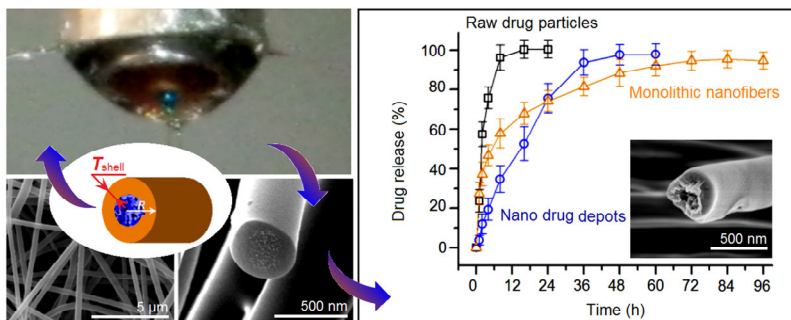 T shell
R
5 µm
500 nm
Raw drug particles
Monolithic nanofibers
Nano drug depots
500 nm
Drug release (%)
100
80
60
40
20
0
0 12 24 36 48 60 72 84 96
Time (h)